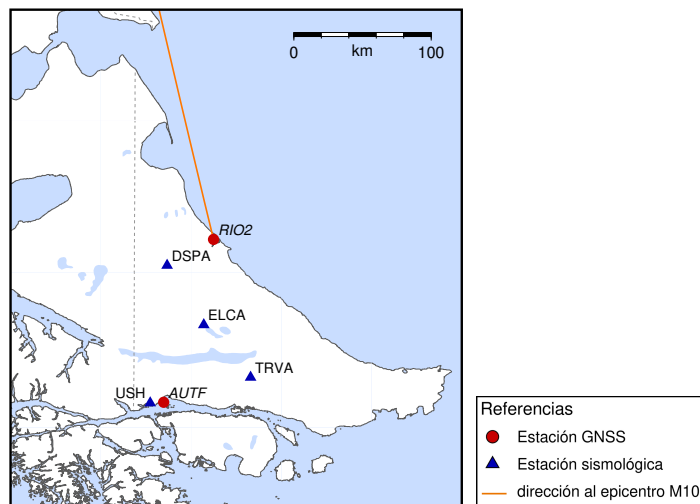 0 km 100
RIO2
DSPA
ELCA
TRVA
USH AUTF
Referencias
Estación GNSS
Estación sismológica
dirección al epicentro M10